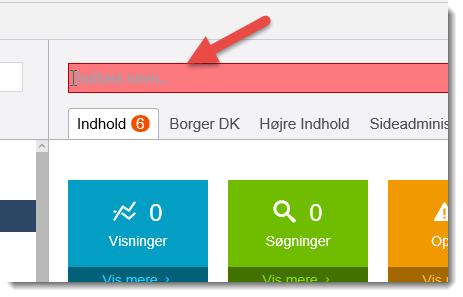 Indtast navn...
Indhold 6
Borger DK
Højre Indhold
Sideadminis
0
Visninger
Vis mere ›
0
Søgninger
Vis mere ›
Op
Vis m